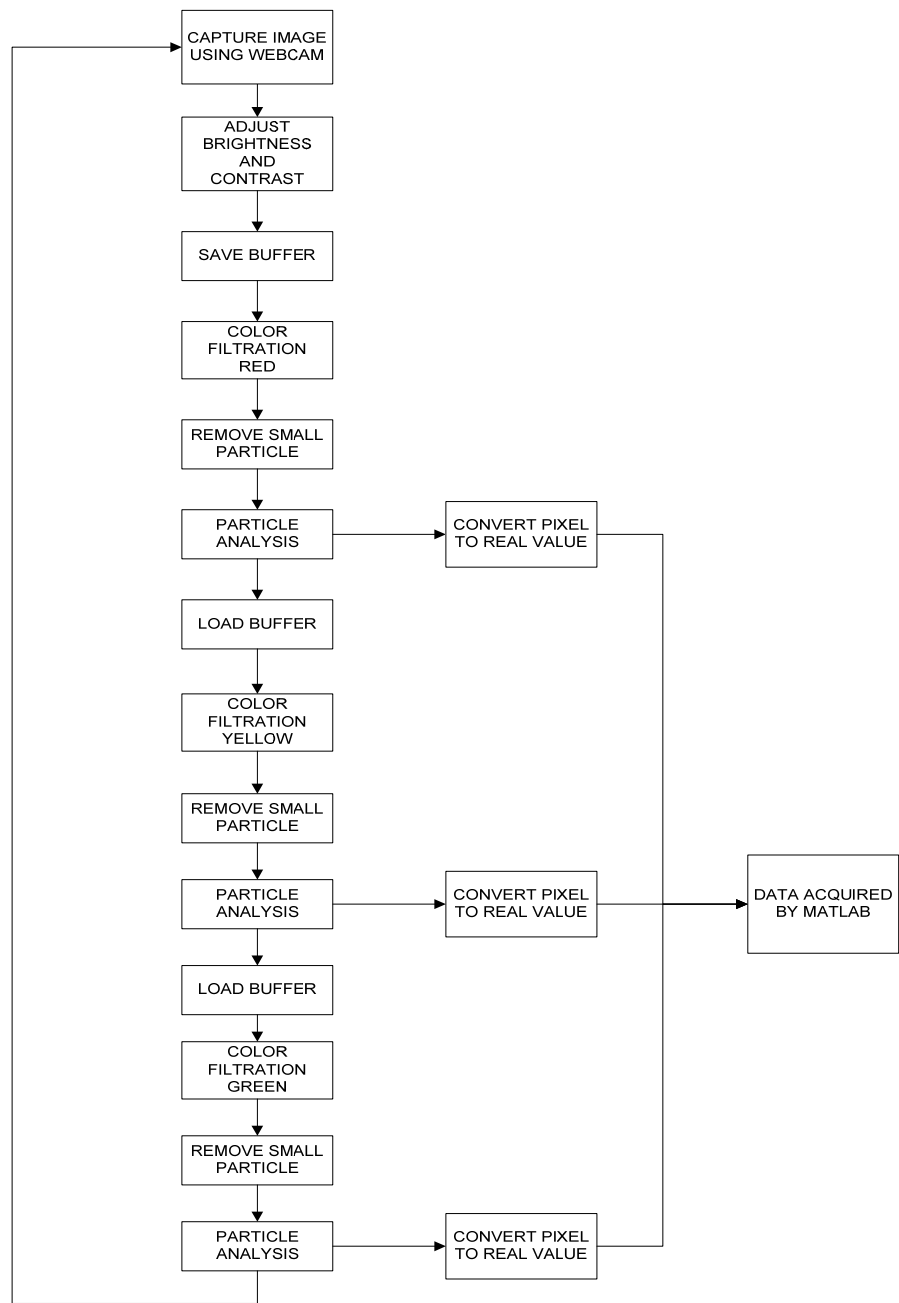 CAPTURE IMAGE
USING WEBCAM
ADJUST
BRIGHTNESS
AND
CONTRAST
SAVE BUFFER
COLOR
FILTRATION
RED
REMOVE SMALL
PARTICLE
PARTICLE
ANALYSIS
CONVERT PIXEL
TO REAL VALUE
LOAD BUFFER
COLOR
FILTRATION
YELLOW
REMOVE SMALL
PARTICLE
PARTICLE
ANALYSIS
CONVERT PIXEL
TO REAL VALUE
DATA ACQUIRED
BY MATLAB
LOAD BUFFER
COLOR
FILTRATION
GREEN
REMOVE SMALL
PARTICLE
PARTICLE
ANALYSIS
CONVERT PIXEL
TO REAL VALUE